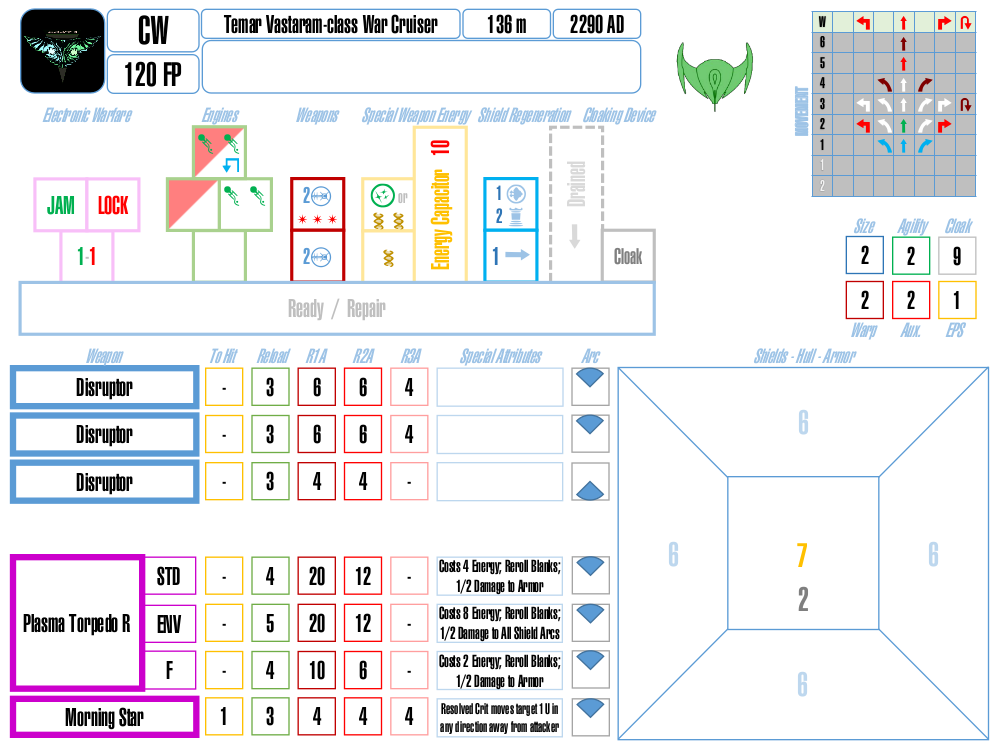 CW
Temar Vastaram-class War Cruiser
136 m
2290 AD
120 FP
Electronic Warfare
Engines
Weapons
Special Weapon Energy
Shield Regeneration
Cloaking Device
JAM
LOCK
1-1
2
2
or
Energy Capacitor 10
1
2
1
Drained
Cloak
Ready / Repair
MOVEMENT
W
6
5
4
3
2
1
1
2
Size
Agility
Cloak
2
2
9
2
2
1
Warp
Aux.
EPS
Weapon
To Hit
Reload
R1A
R2A
R3A
Special Attributes
Arc
Shields - Hull - Armor
Disruptor
-
3
6
6
4
Disruptor
-
3
6
6
4
Disruptor
-
3
4
4
-
Plasma Torpedo R
STD
-
4
20
12
-
Costs 4 Energy; Reroll Blanks;
1/2 Damage to Armor
ENV
-
5
20
12
-
Costs 8 Energy; Reroll Blanks;
1/2 Damage to All Shield Arcs
F
-
4
10
6
-
Costs 2 Energy; Reroll Blanks;
1/2 Damage to Armor
Morning Star
1
3
4
4
4
Resolved Crit moves target 1 U in
any direction away from attacker
6
6
7
6
2
6